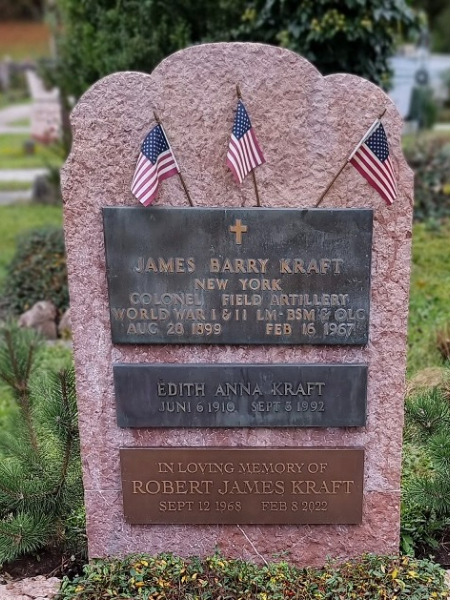 JAMES BARRY KRAFT
NEW YORK
COLONEL FIELD ARTILLERY
WORLD WAR I & II LM-BSM & OLC
AUG 20 1899 FEB 16 1967
EDITH ANNA KRAFT
JUNI 6 1910 SEPT 3 1992
IN LOVING MEMORY OF
ROBERT JAMES KRAFT
SEPT 12 1968 FEB 8 2022